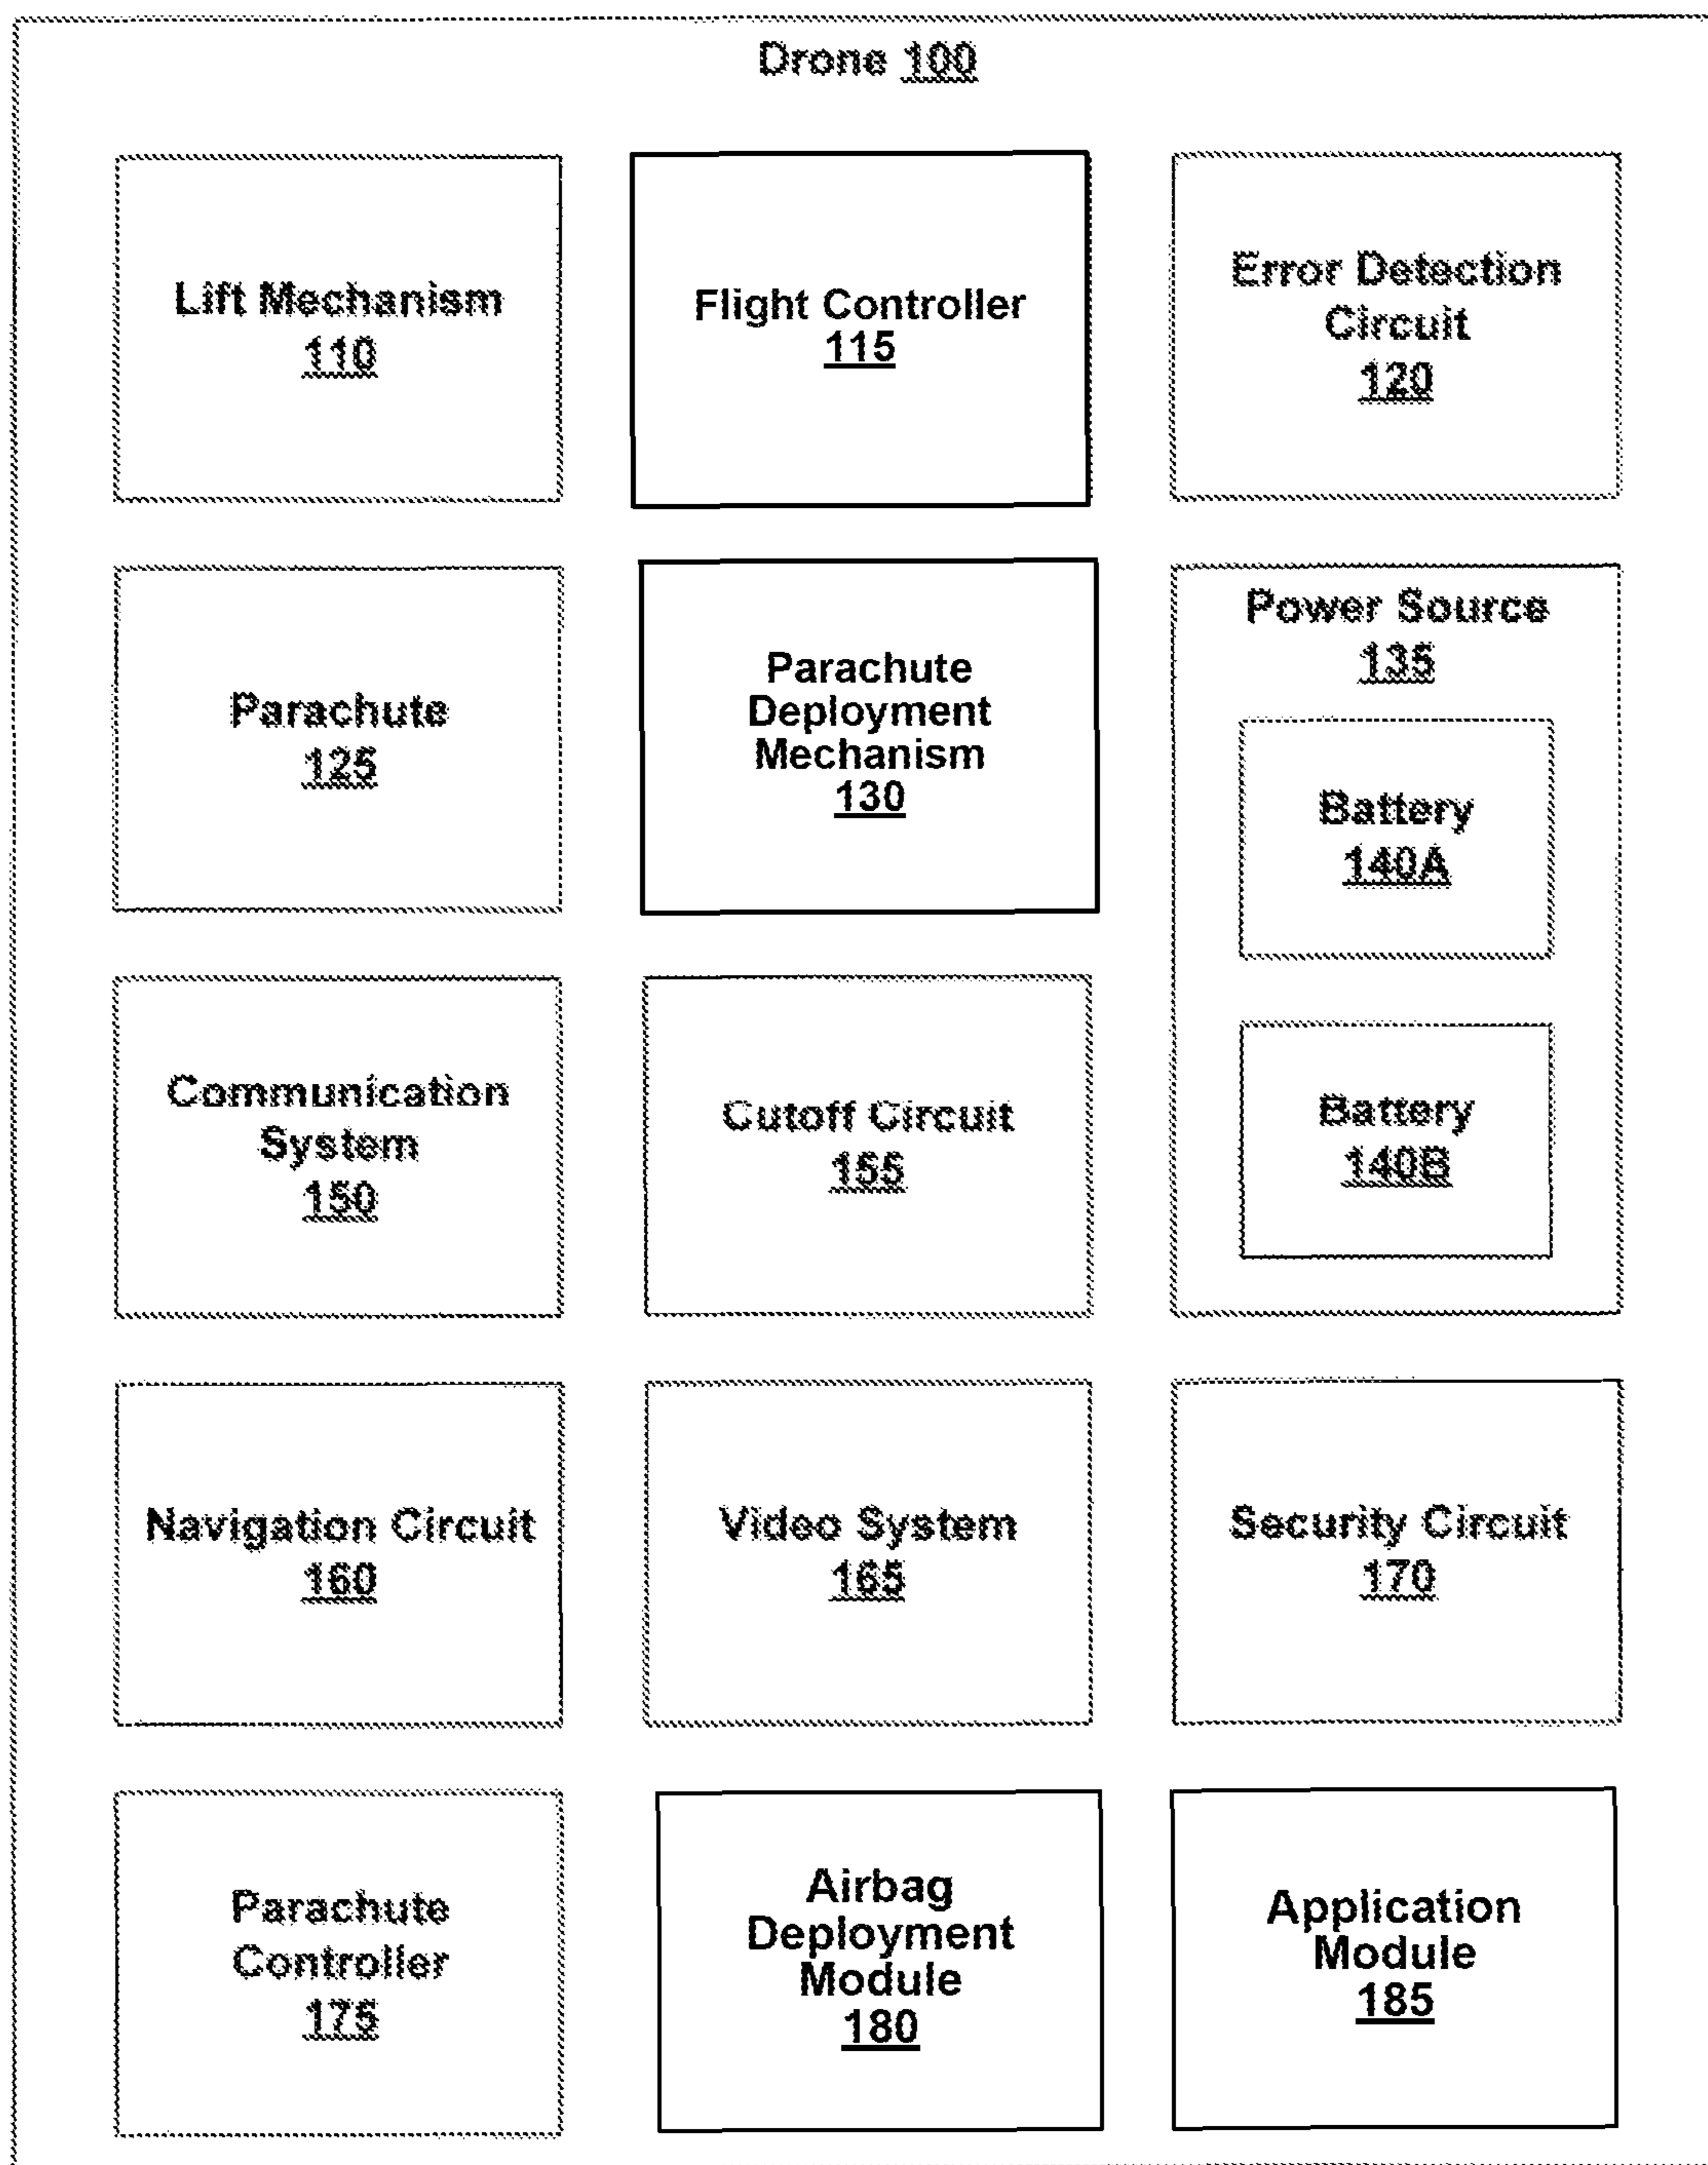 Drone 100
Lift Mechanism
110
Flight Controller
115
Error Detection
Circuit
120
Parachute
125
Parachute
Deployment
Mechanism
130
Power Source
135
Battery
140A
Battery
140B
Communication
System
150
Cutoff Circuit
155
Navigation Circuit
160
Video System
165
Security Circuit
170
Parachute
Controller
175
Airbag
Deployment
Module
180
Application
Module
185